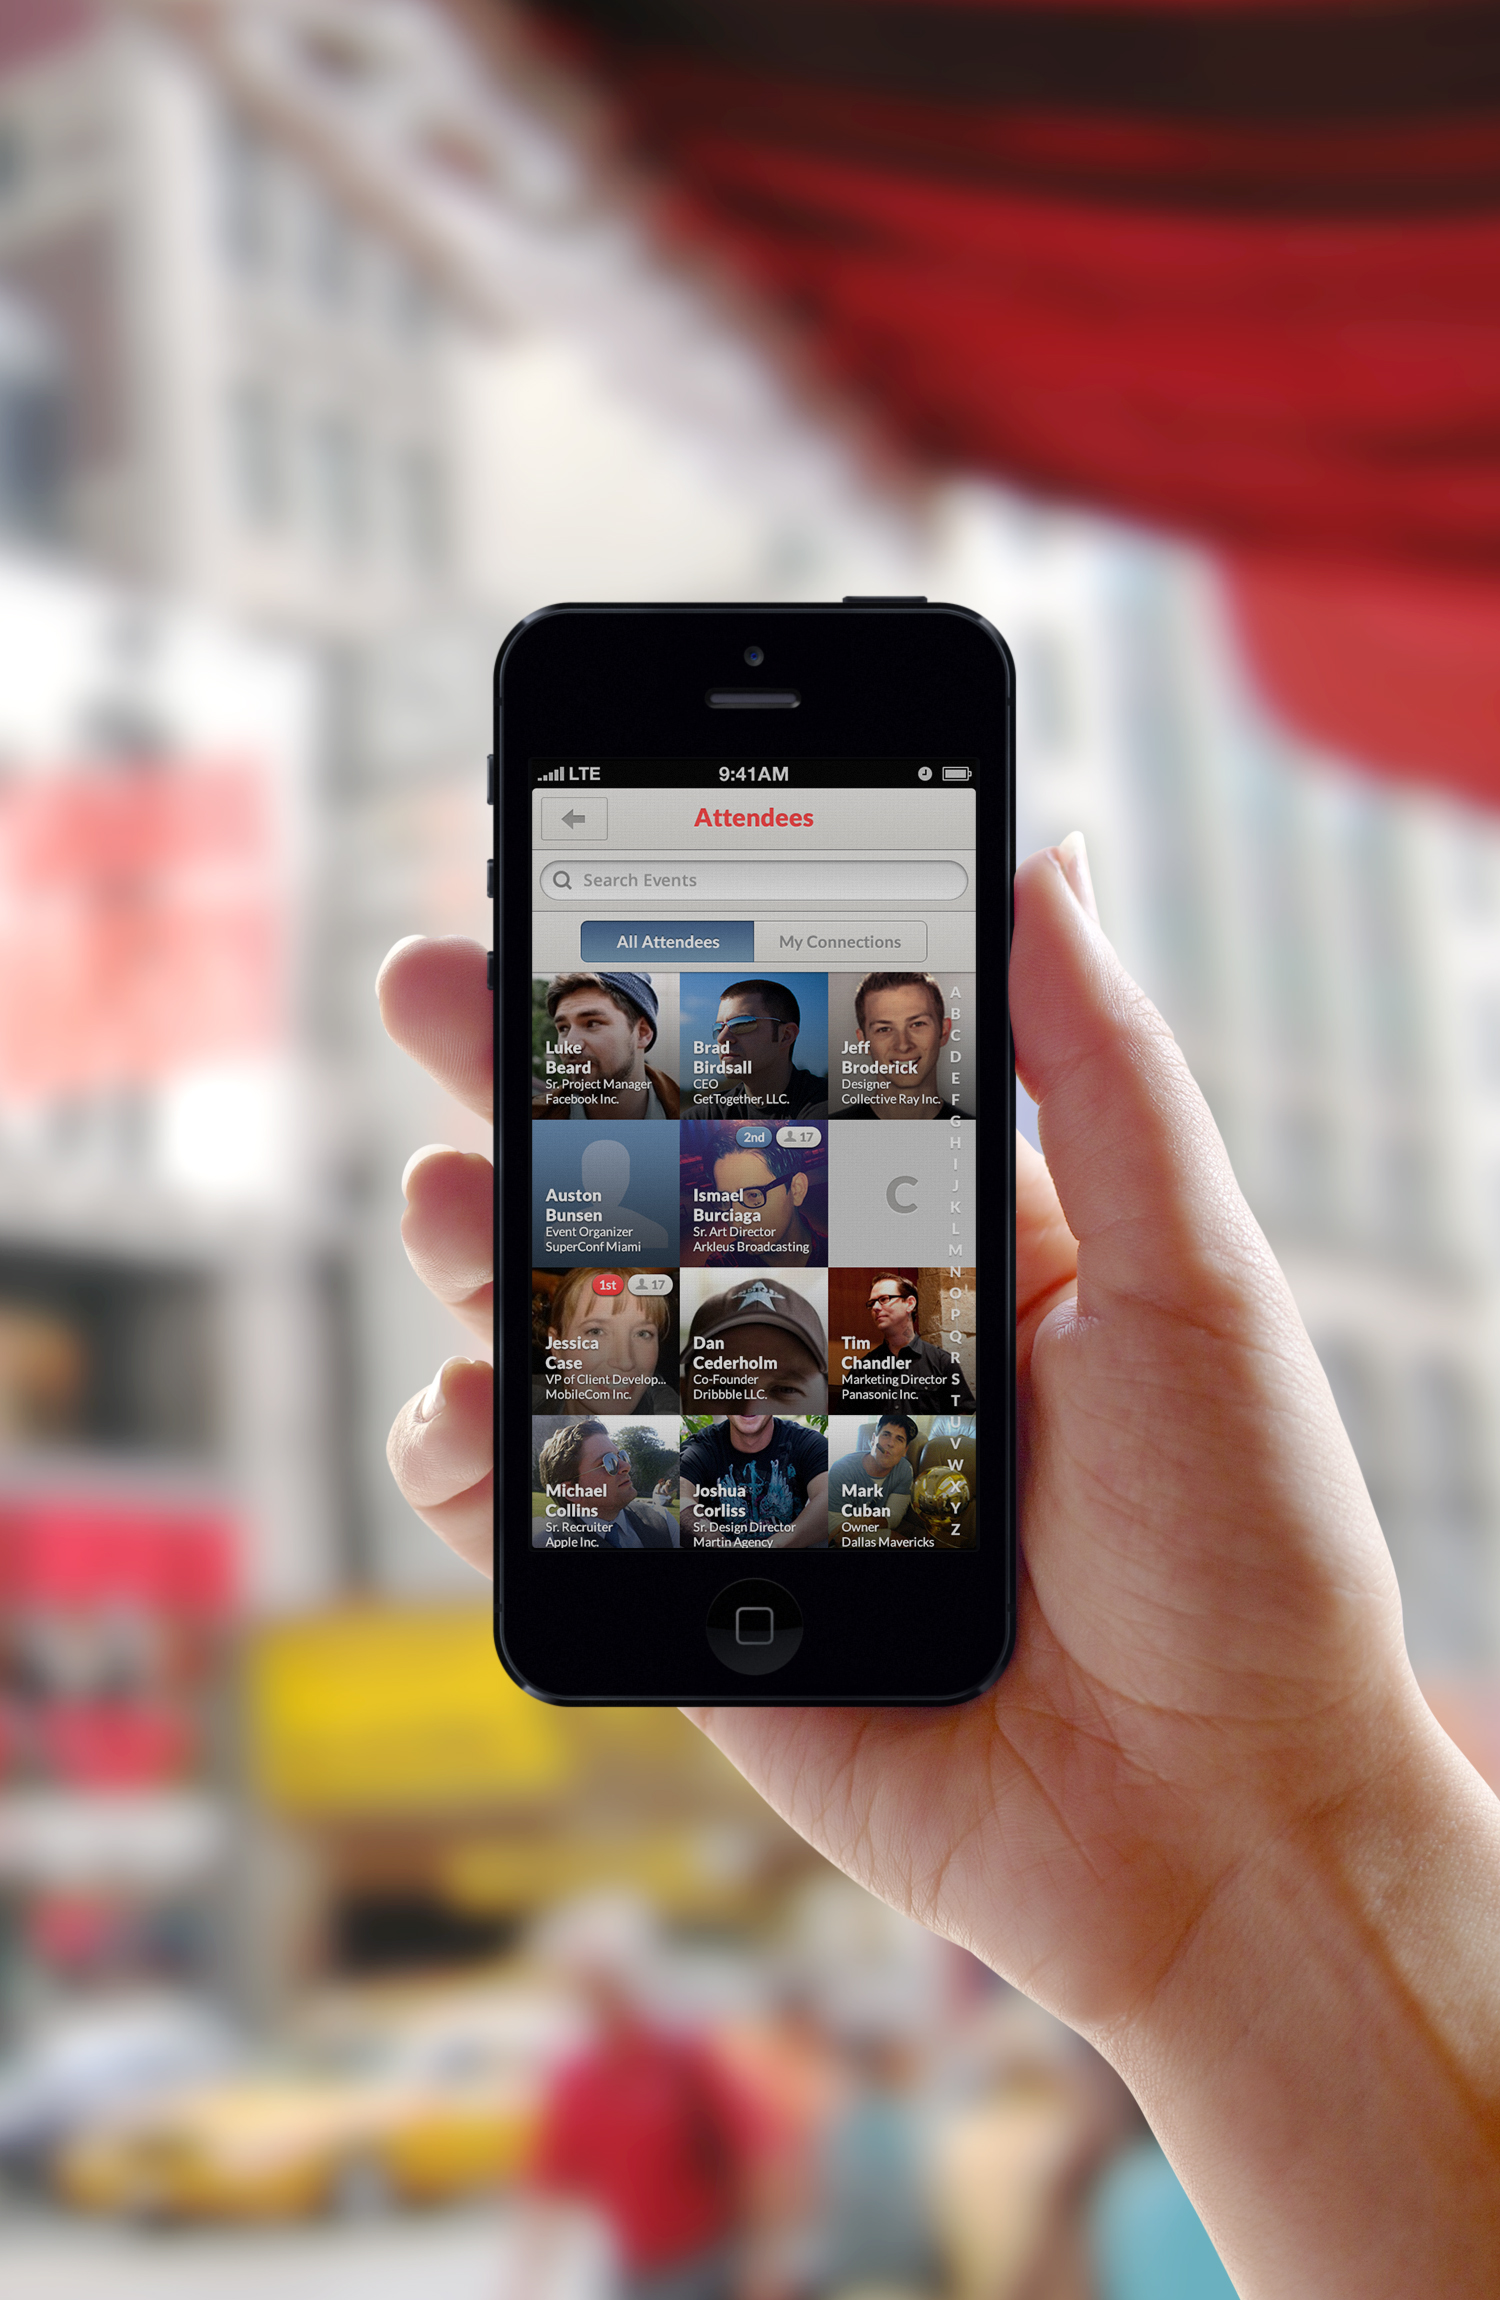 LTE 9:41AM
Attendees
Search Events
All Attendees My Connections
Luke
Beard
Sr. Project Manager
Facebook Inc.
Brad
Birdsall
CEO
GetTogether, LLC.
Jeff
Broderick
Designer
Collective Ray Inc.
Auston
Bunsen
Event Organizer
SuperConf Miami
2nd 17
Ismael
Burciaga
Sr. Art Director
Arkleus Broadcasting
C
1st 17
Jessica
Case
VP of Client Develop...
MobileCom Inc.
Dan
Cederholm
Co-Founder
Dribbble LLC.
Tim
Chandler
Marketing Director
Panasonic Inc.
Michael
Collins
Sr. Recruiter
Apple Inc.
Joshua
Corliss
Sr. Design Director
Martin Agency
Mark
Cuban
Owner
Dallas Mavericks
A
B
C
D
E
F
G
H
I
J
K
L
M
N
O
P
Q
R
S
T
U
V
W
X
Y
Z